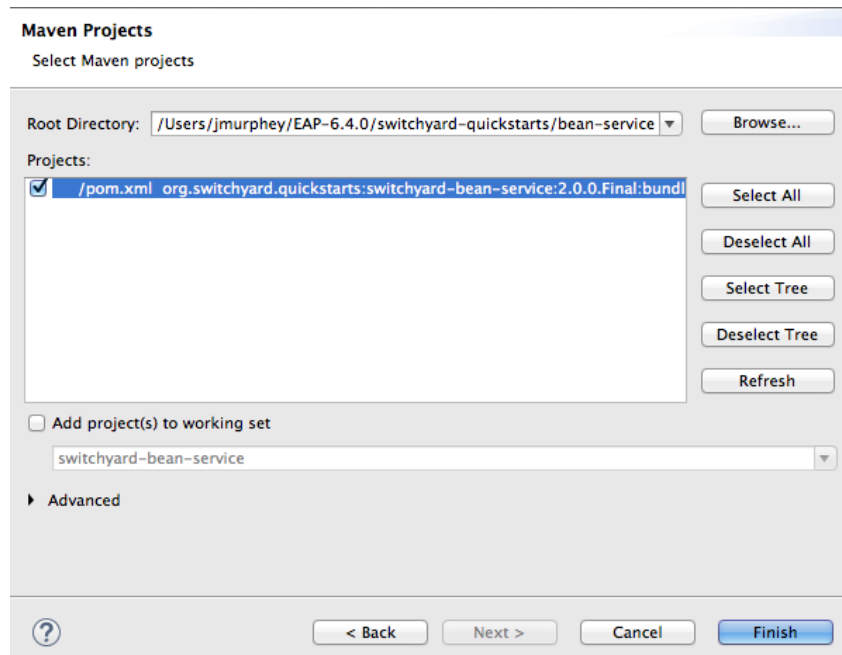 Maven Projects
Select Maven projects
Root Directory: /Users/jmurphey/EAP-6.4.0/switchyard-quickstarts/bean-service Browse...
Projects:
/pom.xml org.switchyard.quickstarts:switchyard-bean-service:2.0.0.Final:bundl
Select All
Deselect All
Select Tree
Deselect Tree
Refresh
Add project(s) to working set
switchyard-bean-service
Advanced
? < Back Next > Cancel Finish